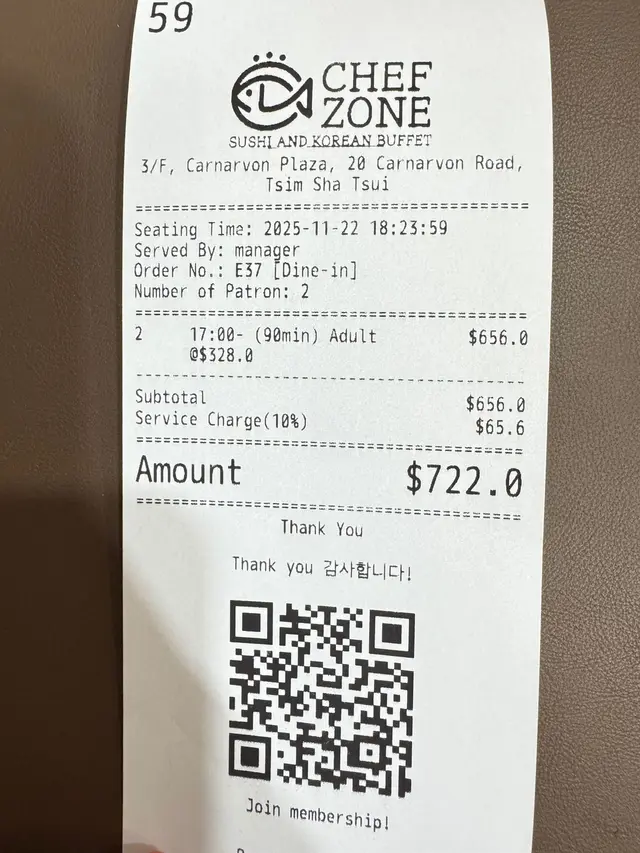 59
CHEF
ZONE
SUSHI AND KOREAN BUFFET
3/F, Carnarvon Plaza, 20 Carnarvon Road,
Tsim Sha Tsui
======================================================
Seating Time: 2025-11-22 18:23:59
Served By: manager
Order No.: E37 [Dine-in]
Number of Patron: 2
======================================================
2 17:00- (90min) Adult $656.0
@$328.0
------------------------------------------------------
Subtotal $656.0
Service Charge(10%) $65.6
======================================================
Amount $722.0
======================================================
Thank You
Thank you 감사합니다!
Join membership!